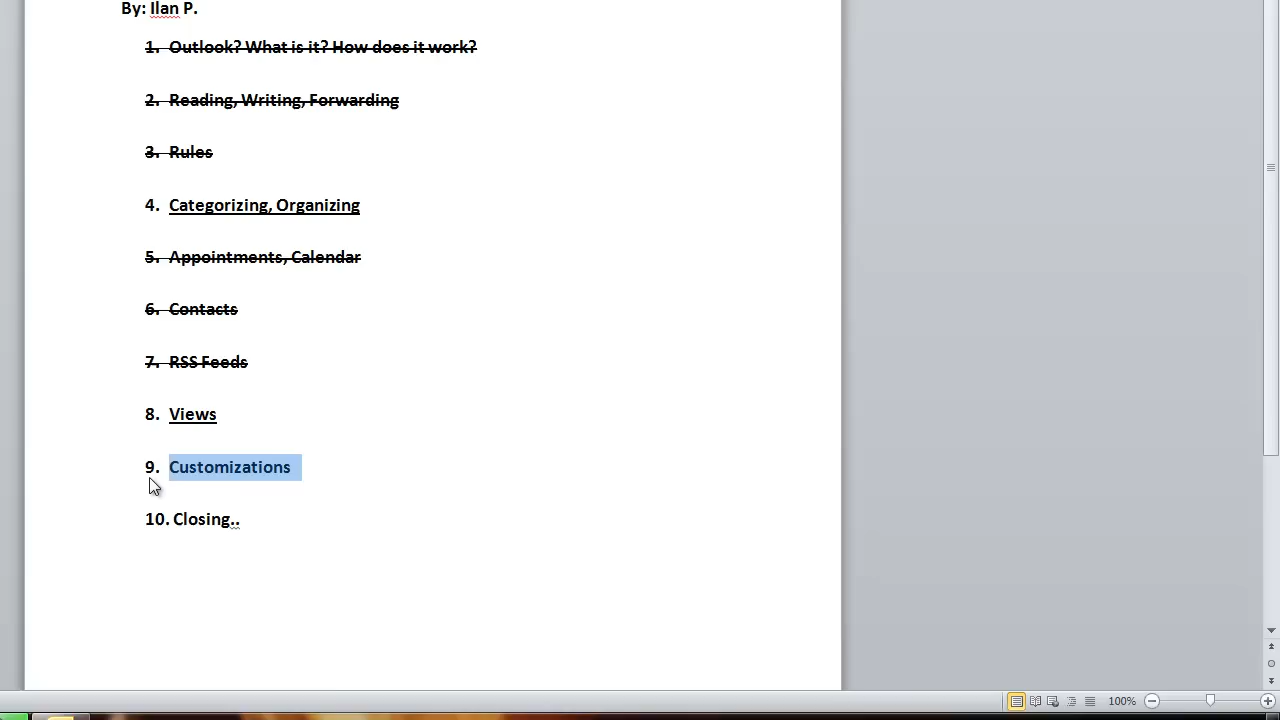 By: Ilan P.
1. Outlook? What is it? How does it work?
2. Reading, Writing, Forwarding
3. Rules
4. Categorizing, Organizing
5. Appointments, Calendar
6. Contacts
7. RSS Feeds
8. Views
9. Customizations
10. Closing..
100%